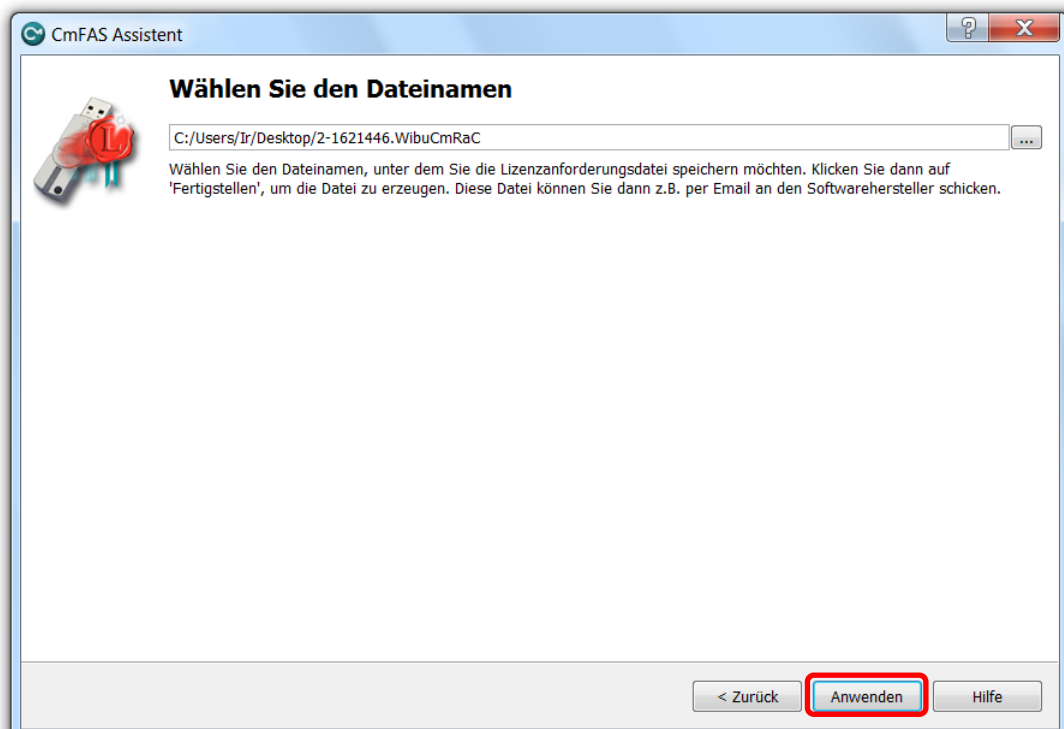 CmFAS Assistent
Wählen Sie den Dateinamen
C:/Users/Ir/Desktop/2-1621446.WibuCmRaC
...
Wählen Sie den Dateinamen, unter dem Sie die Lizenzanforderungsdatei speichern möchten. Klicken Sie dann auf
'Fertigstellen', um die Datei zu erzeugen. Diese Datei können Sie dann z.B. per Email an den Softwarehersteller schicken.
< Zurück
Anwenden
Hilfe